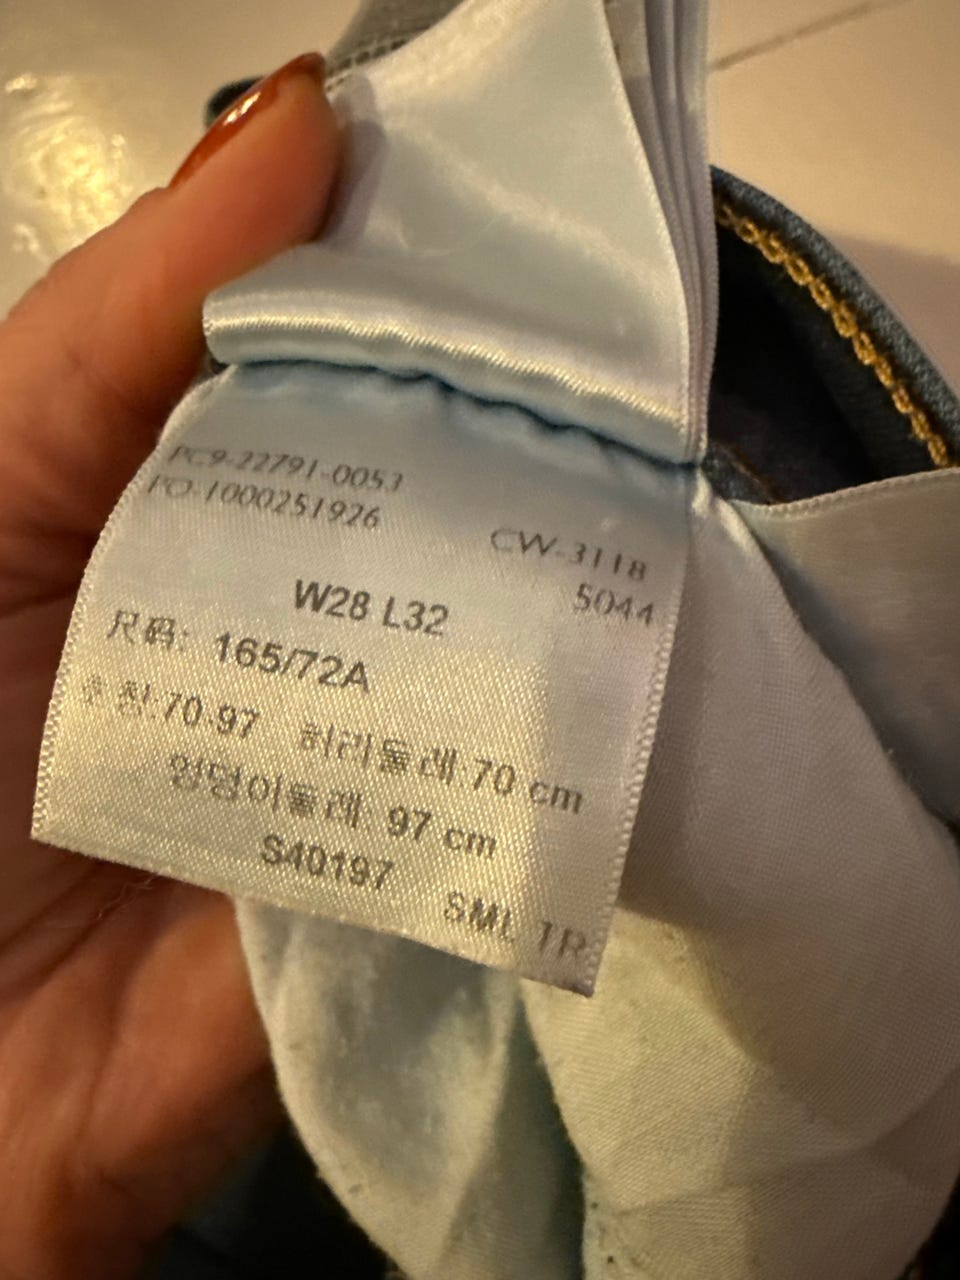 PC9-22791-0053
PO-1000251926
CW-3118
5044
W28 L32
尺码: 165/72A
호칭:70-97 허리둘레:70 cm
엉덩이둘레: 97 cm
S40197
SML TR